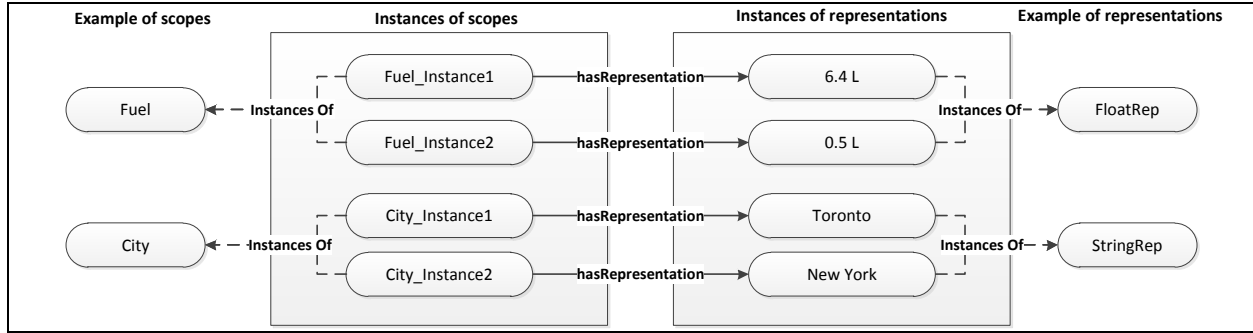 Example of scopes
Instances of scopes
Instances of representations
Example of representations
Fuel_Instance1
hasRepresentation
6.4 L
Fuel
Instances Of
Instances Of
FloatRep
Fuel_Instance2
hasRepresentation
0.5 L
City_Instance1
hasRepresentation
Toronto
City
Instances Of
Instances Of
StringRep
City_Instance2
hasRepresentation
New York